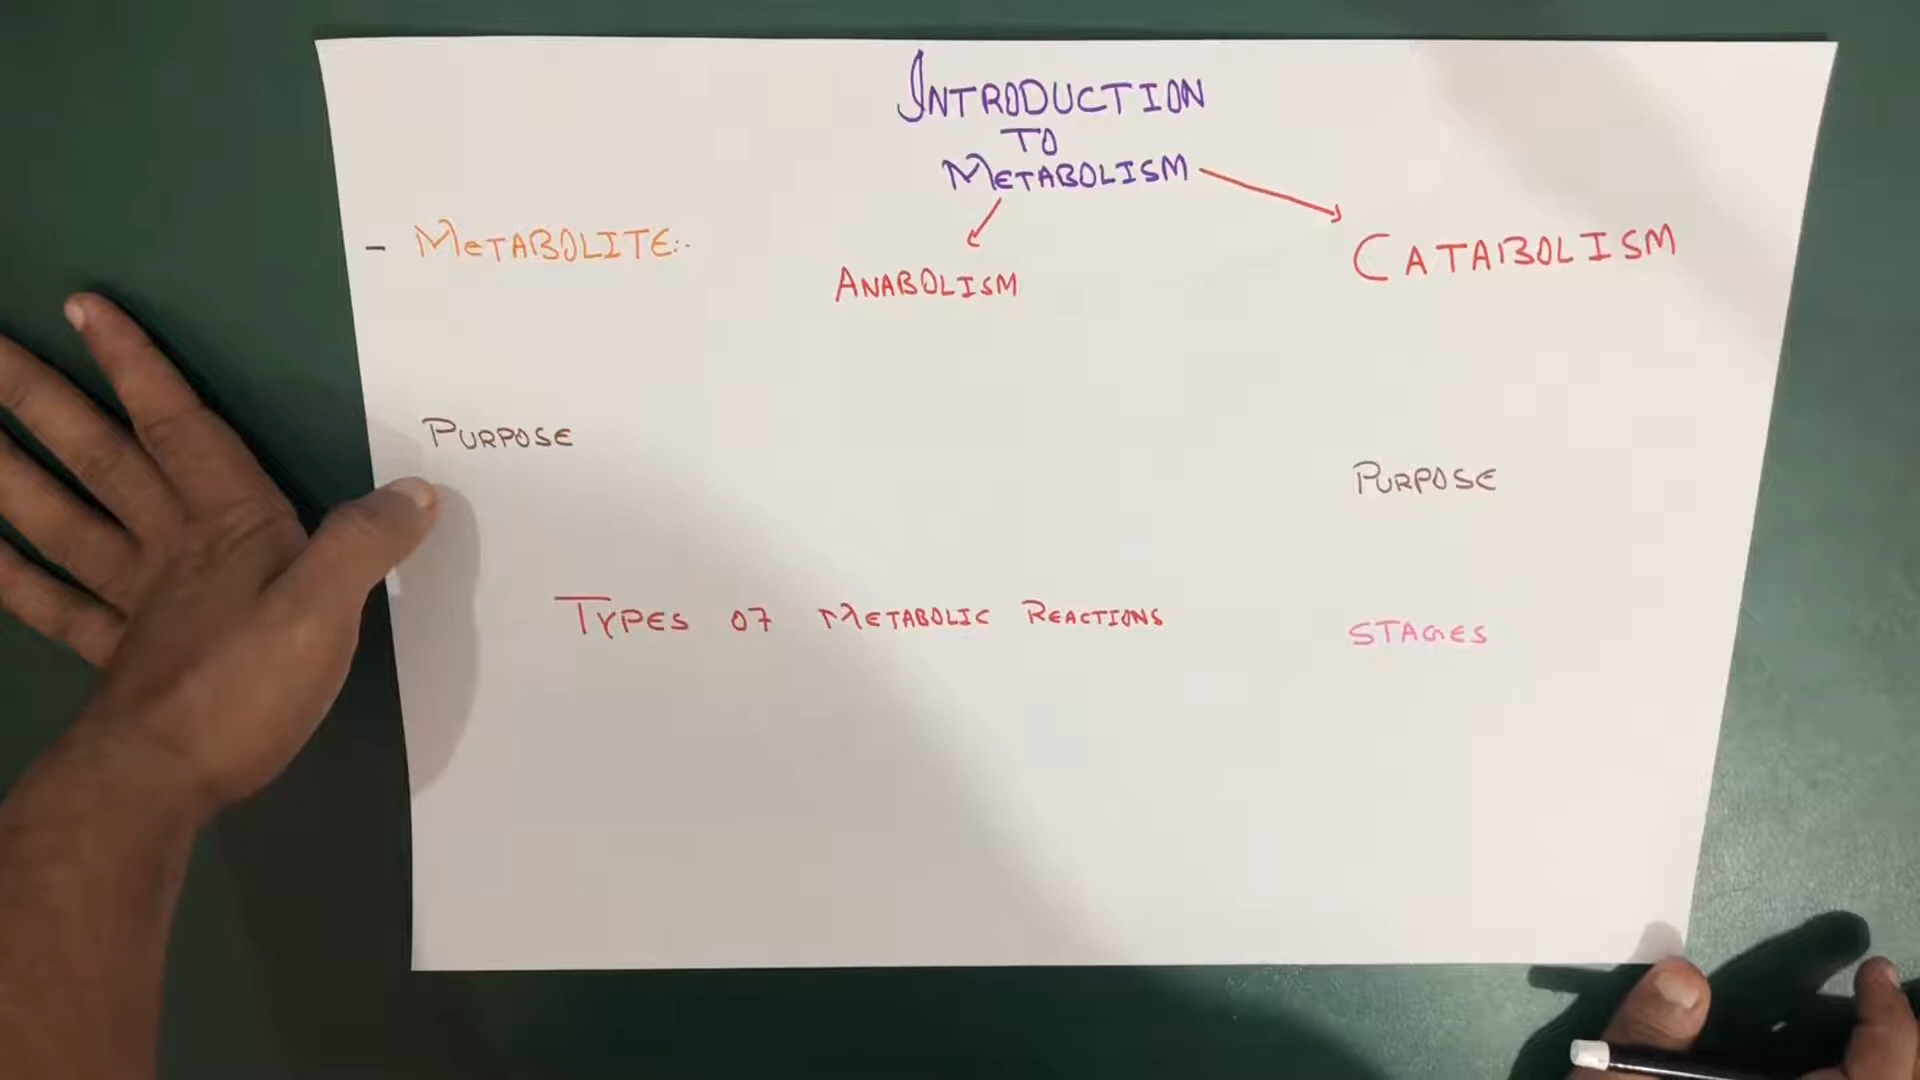 INTRODUCTION
TO
METABOLISM
- METABOLITE:-
ANABOLISM
CATABOLISM
PURPOSE
PURPOSE
TYPES OF METABOLIC REACTIONS
STAGES